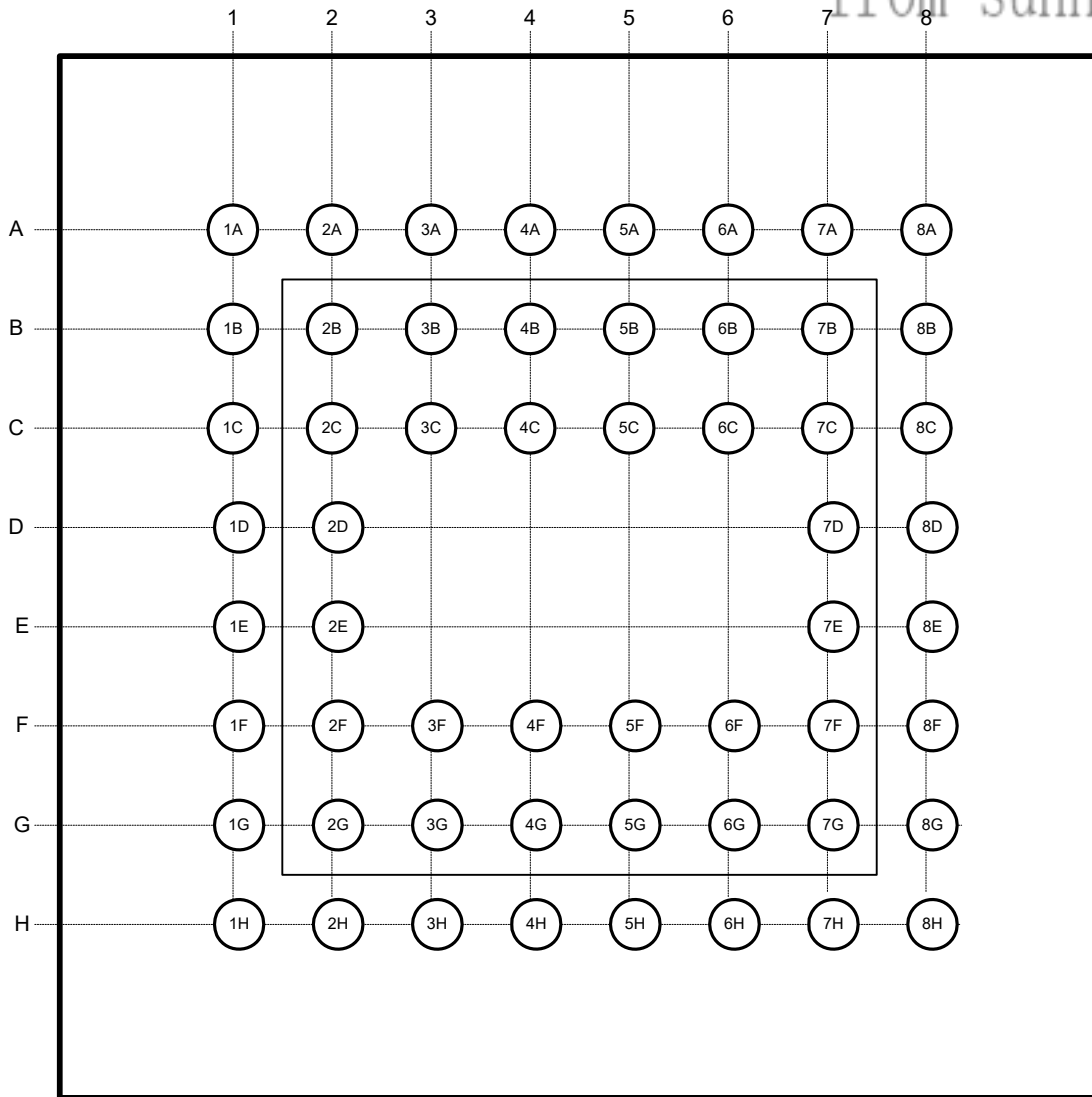 from
1 2 3 4 5 6 7 8
A 1A 2A 3A 4A 5A 6A 7A 8A
B 1B 2B 3B 4B 5B 6B 7B 8B
C 1C 2C 3C 4C 5C 6C 7C 8C
D 1D 2D 7D 8D
E 1E 2E 7E 8E
F 1F 2F 3F 4F 5F 6F 7F 8F
G 1G 2G 3G 4G 5G 6G 7G 8G
H 1H 2H 3H 4H 5H 6H 7H 8H